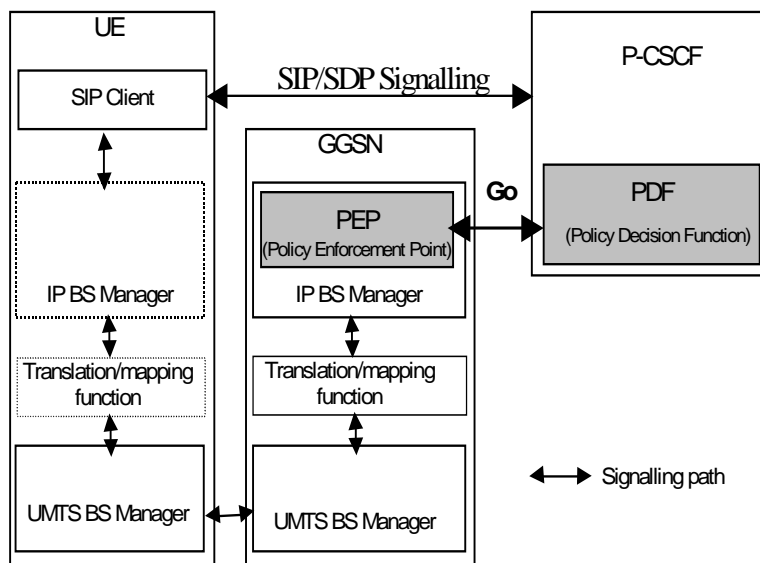 UE
SIP Client
IP BS Manager
Translation/mapping
function
UMTS BS Manager
SIP/SDP Signalling
GGSN
PEP
(Policy Enforcement Point)
IP BS Manager
Translation/mapping
function
UMTS BS Manager
Go
P-CSCF
PDF
(Policy Decision Function)
Signalling path